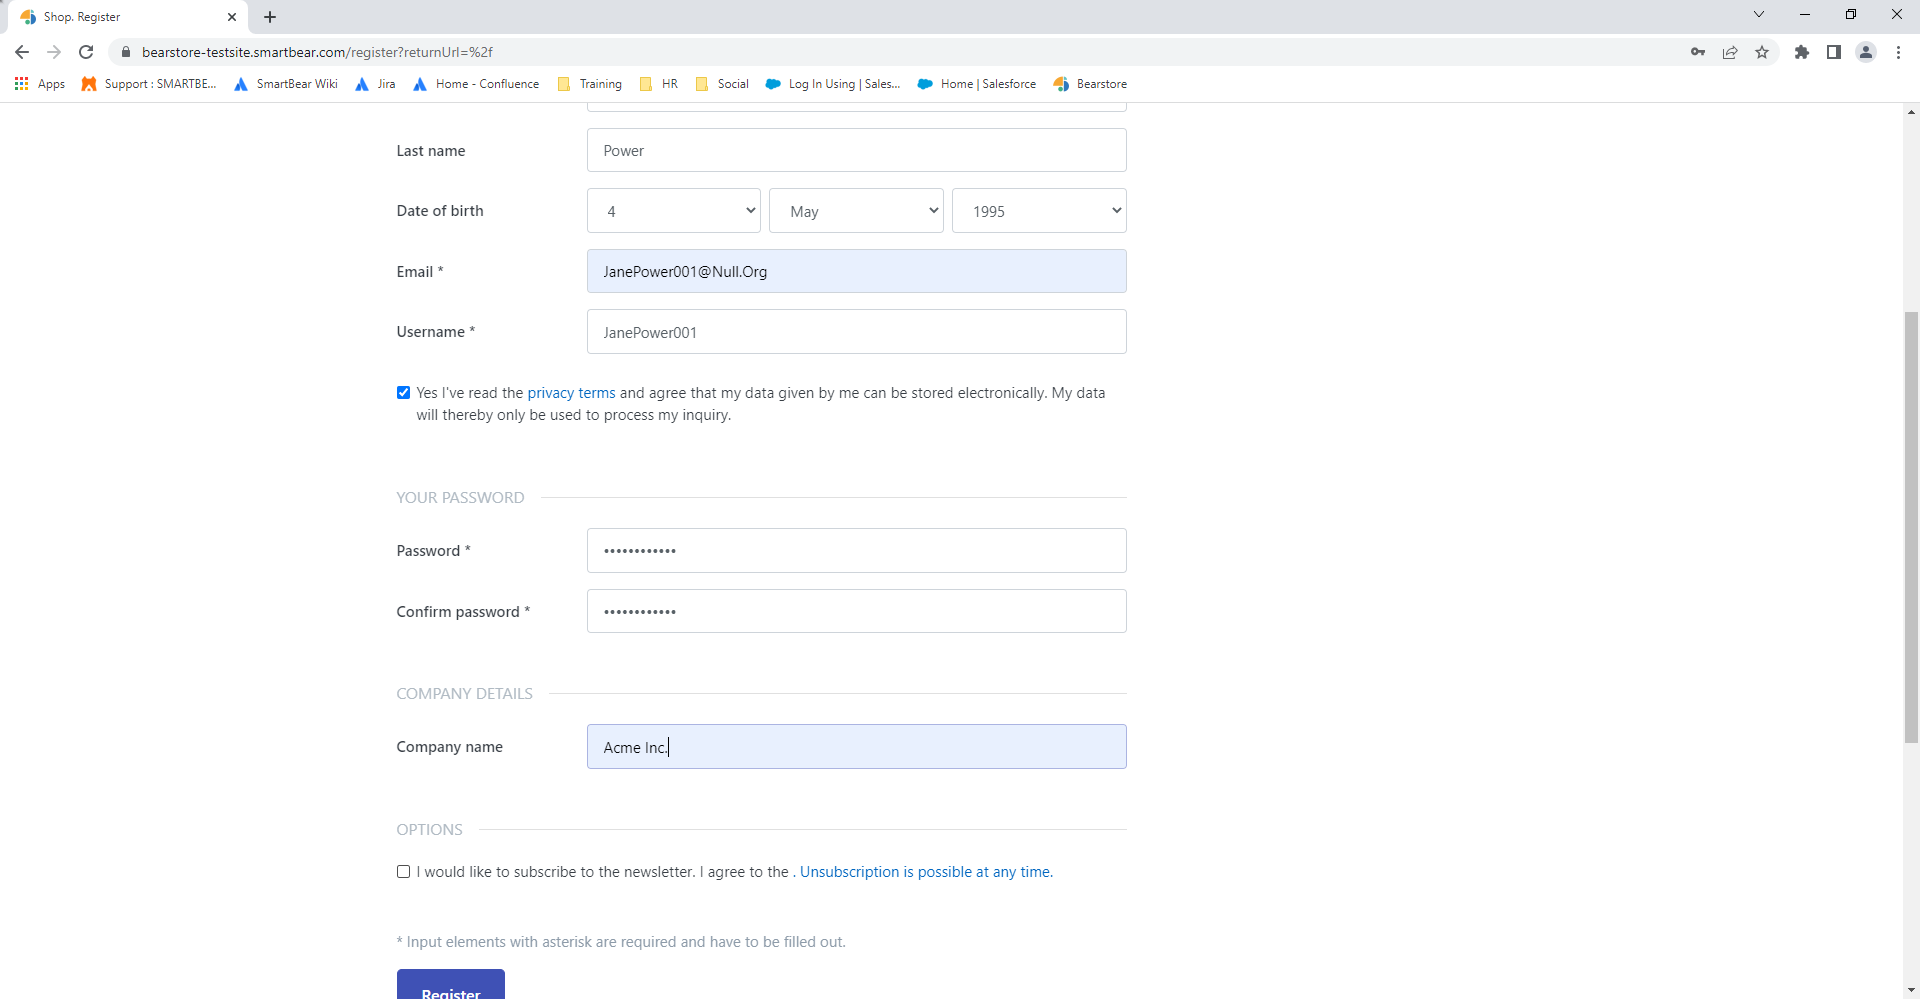 Shop. Register
bearstore-testsite.smartbear.com/register?returnUrl=%2f
Apps
Support : SMARTBE...
SmartBear Wiki
Jira
Home - Confluence
Training
HR
Social
Log In Using | Sales...
Home | Salesforce
Bearstore
Last name
Power
Date of birth
4
May
1995
Email *
JanePower001@Null.Org
Username *
JanePower001
Yes I've read the privacy terms and agree that my data given by me can be stored electronically. My data
will thereby only be used to process my inquiry.
YOUR PASSWORD
Password *
••••••••••••
Confirm password *
••••••••••••
COMPANY DETAILS
Company name
Acme Inc.
OPTIONS
I would like to subscribe to the newsletter. I agree to the . Unsubscription is possible at any time.
* Input elements with asterisk are required and have to be filled out.
Register